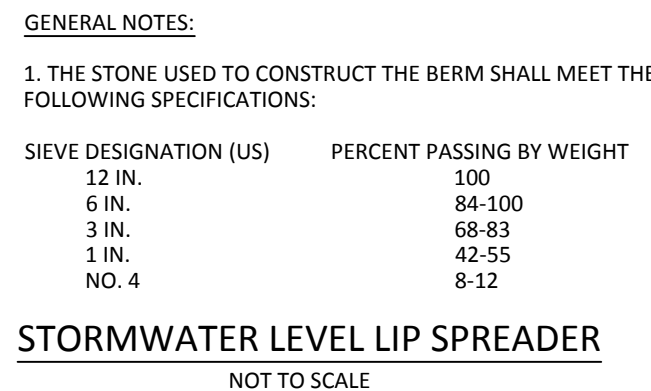 GENERAL NOTES:
1. THE STONE USED TO CONSTRUCT THE BERM SHALL MEET THE
FOLLOWING SPECIFICATIONS:
SIEVE DESIGNATION (US) PERCENT PASSING BY WEIGHT
12 IN. 100
6 IN. 84-100
3 IN. 68-83
1 IN. 42-55
NO. 4 8-12
STORMWATER LEVEL LIP SPREADER
NOT TO SCALE